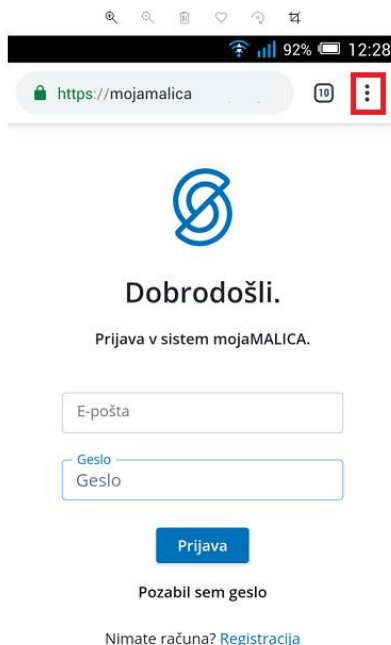 92% 12:28
https://mojamalica 10
Dobrodošli.
Prijava v sistem mojaMALICA.
E-pošta
Geslo
Geslo
Prijava
Pozabil sem geslo
Nimate računa? Registracija